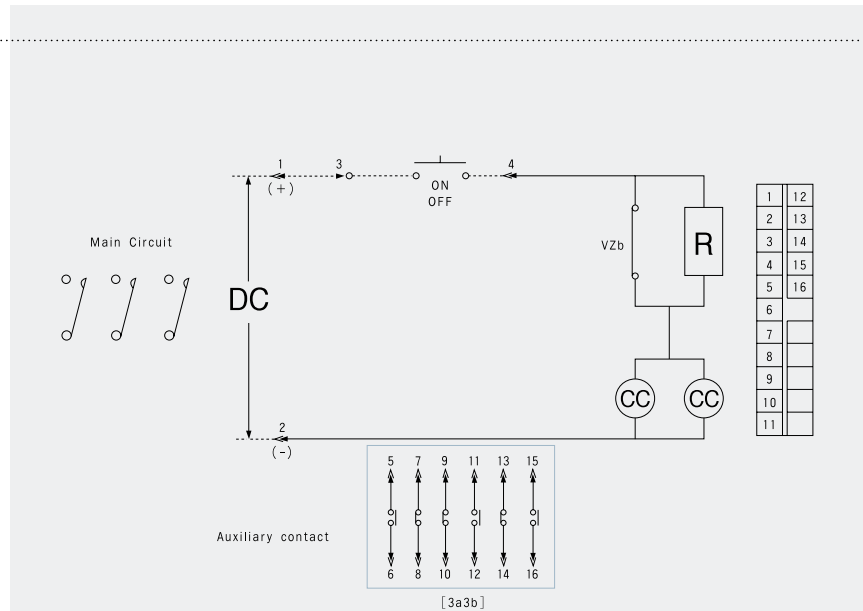 1
3
4
(+)
ON
OFF
Main Circuit
VZb
R
DC
CC
CC
2
(-)
1 12
2 13
3 14
4 15
5 16
6
7
8
9
10
11
5 7 9 11 13 15
Auxiliary contact
6 8 10 12 14 16
[3a3b]